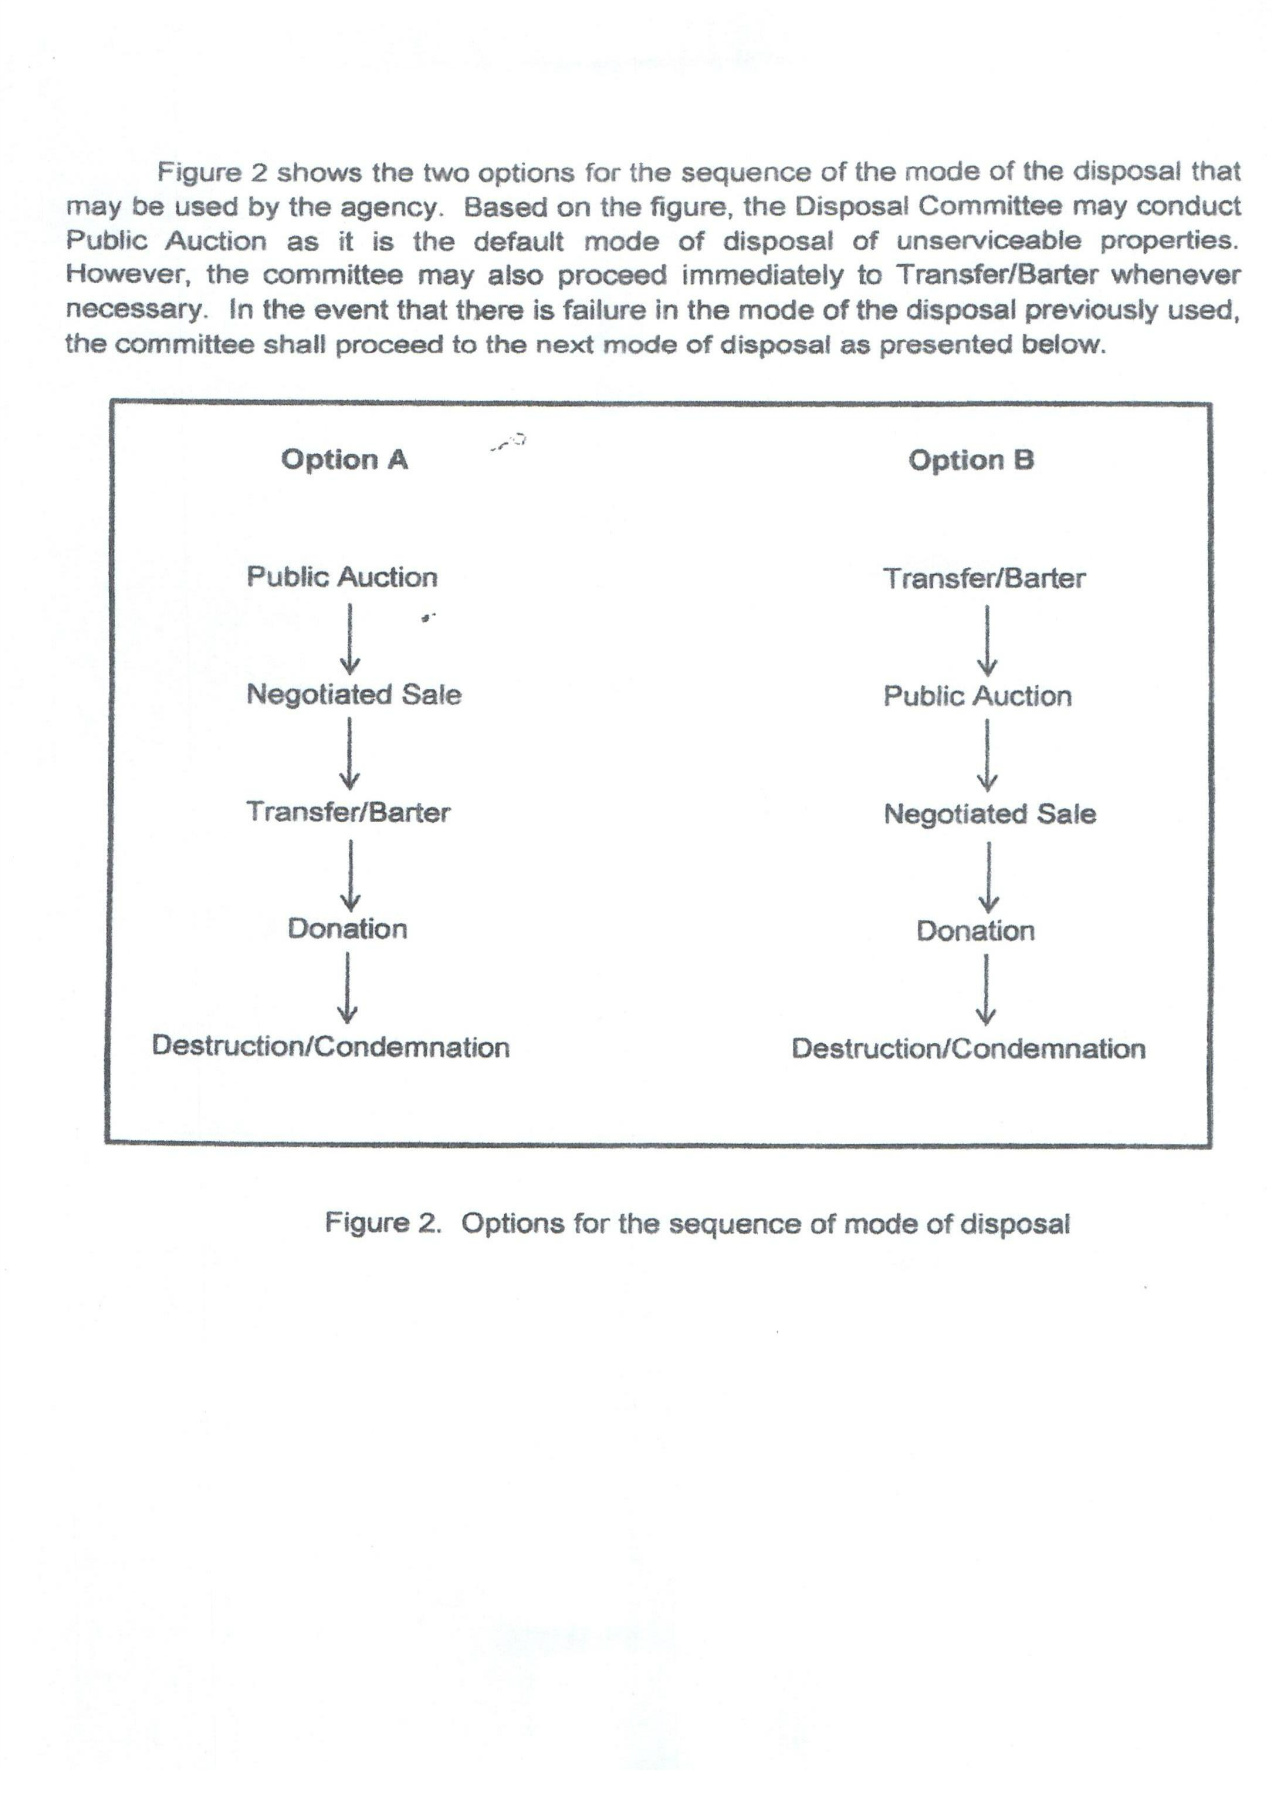 Figure 2 shows the two options for the sequence of the mode of the disposal that
may be used by the agency. Based on the figure, the Disposal Committee may conduct
Public Auction as it is the default mode of disposal of unserviceable properties.
However, the committee may also proceed immediately to Transfer/Barter whenever
necessary. In the event that there is failure in the mode of the disposal previously used,
the committee shall proceed to the next mode of disposal as presented below.
Option A
Public Auction
Negotiated Sale
Transfer/Barter
Donation
Destruction/Condemnation
Option B
Transfer/Barter
Public Auction
Negotiated Sale
Donation
Destruction/Condemnation
Figure 2. Options for the sequence of mode of disposal